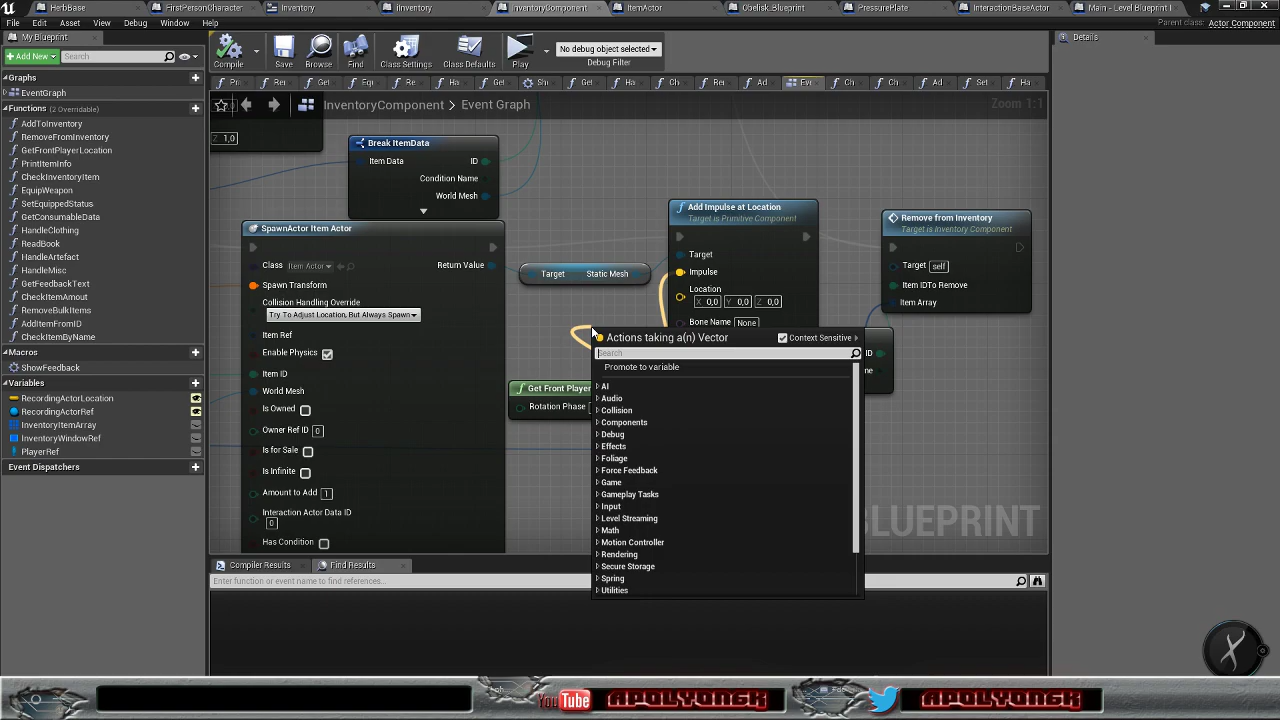 HerbBase
FirstPersonCharacter
Inventory
IInventory
InventoryComponent
ItemActor
Obelisk_Blueprint
PressurePlate
InteractionBaseActor
Main - Level Blueprint
File Edit Asset View Debug Window Help
Parent class: Actor Component
My Blueprint
+Add New
Search
Graphs
EventGraph
Functions (2 Overridable)
AddToInventory
RemoveFromInventory
GetFrontPlayerLocation
PrintItemInfo
CheckInventoryItem
EquipWeapon
SetEquippedStatus
GetConsumableData
HandleClothing
ReadBook
HandleArtefact
HandleMisc
GetFeedbackText
CheckItemAmout
RemoveBulkItems
AddItemFromID
CheckItemByName
Macros
ShowFeedback
Variables
RecordingActorLocation
RecordingActorRef
InventoryItemArray
InventoryWindowRef
PlayerRef
Event Dispatchers
Compile
Save
Browse
Find
Class Settings
Class Defaults
Play
No debug object selected
Debug Filter
InventoryComponent > Event Graph
Zoom 1:1
Z 1,0
Break ItemData
Item Data
ID
Condition Name
World Mesh
SpawnActor Item Actor
Class Item Actor
Return Value
Spawn Transform
Collision Handling Override
Try To Adjust Location, But Always Spawn
Item Ref
Enable Physics
Item ID
World Mesh
Is Owned
Owner Ref ID 0
Is for Sale
Is Infinite
Amount to Add 1
Interaction Actor Data ID
0
Has Condition
Target Static Mesh
Get Front Player
Rotation Phase
Add Impulse at Location
Target is Primitive Component
Target
Impulse
Location
X 0,0 Y 0,0 Z 0,0
Bone Name None
Remove from Inventory
Target is Inventory Component
Target self
Item IDTo Remove
Item Array
Actions taking a(n) Vector
Context Sensitive
Search
Promote to variable
AI
Audio
Collision
Components
Debug
Effects
Foliage
Force Feedback
Game
Gameplay Tasks
Input
Level Streaming
Math
Motion Controller
Rendering
Secure Storage
Spring
Utilities
BLUEPRINT
Compiler Results
Find Results
Enter function or event name to find references...
Details
You Tube
APOLYONGK
APOLYONGK